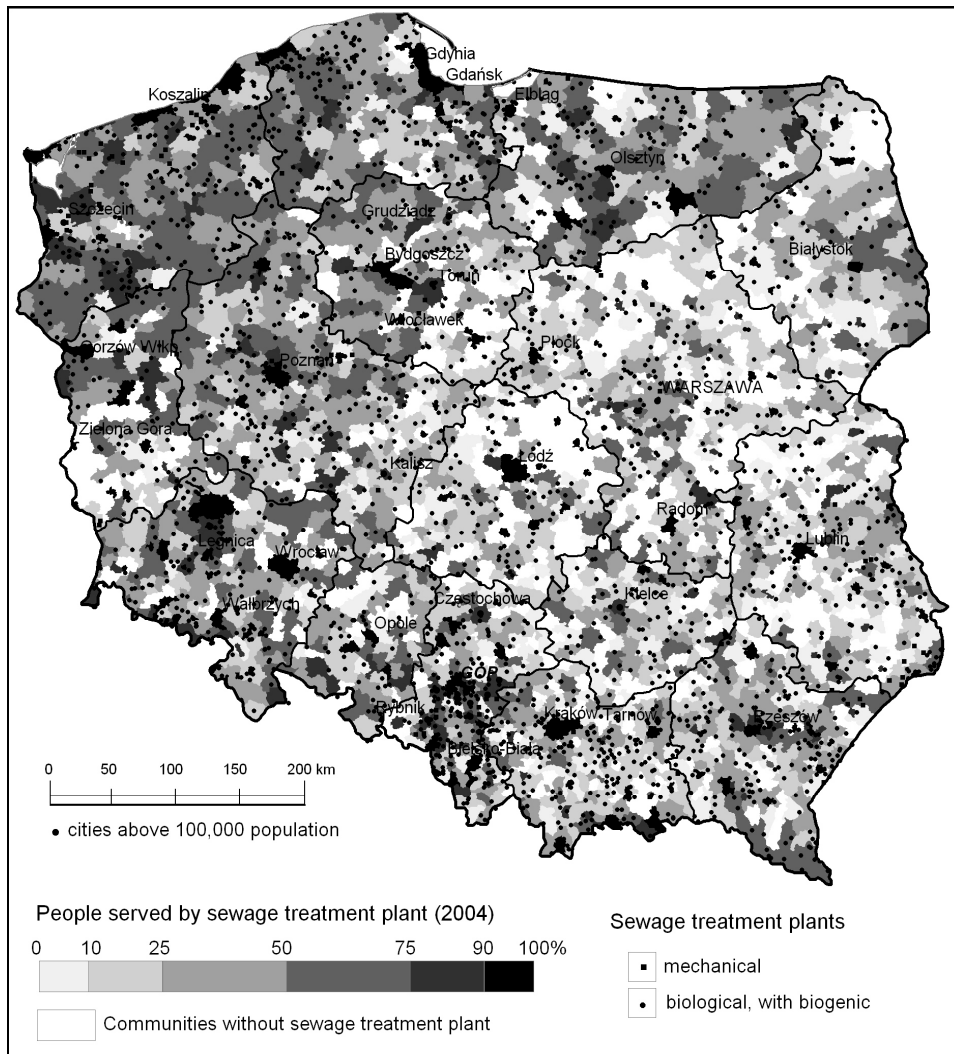 Gdynia
Gdańsk
Koszalin
Elbląg
Olsztyn
Szczecin
Grudziądz
Białystok
Bydgoszcz
Toruń
Włocławek
Płock
Gorzów Wlkp.
Poznań
WARSZAWA
Zielona Góra
Kalisz
Łódź
Radom
Legnica
Wrocław
Lublin
Wałbrzych
Częstochowa
Kielce
Opole
GOP
Rybnik
Kraków
Tarnów
Rzeszów
Bielsko-Biała
0 50 100 150 200 km
cities above 100,000 population
People served by sewage treatment plant (2004)
0 10 25 50 75 90 100%
Communities without sewage treatment plant
Sewage treatment plants
mechanical
biological, with biogenic